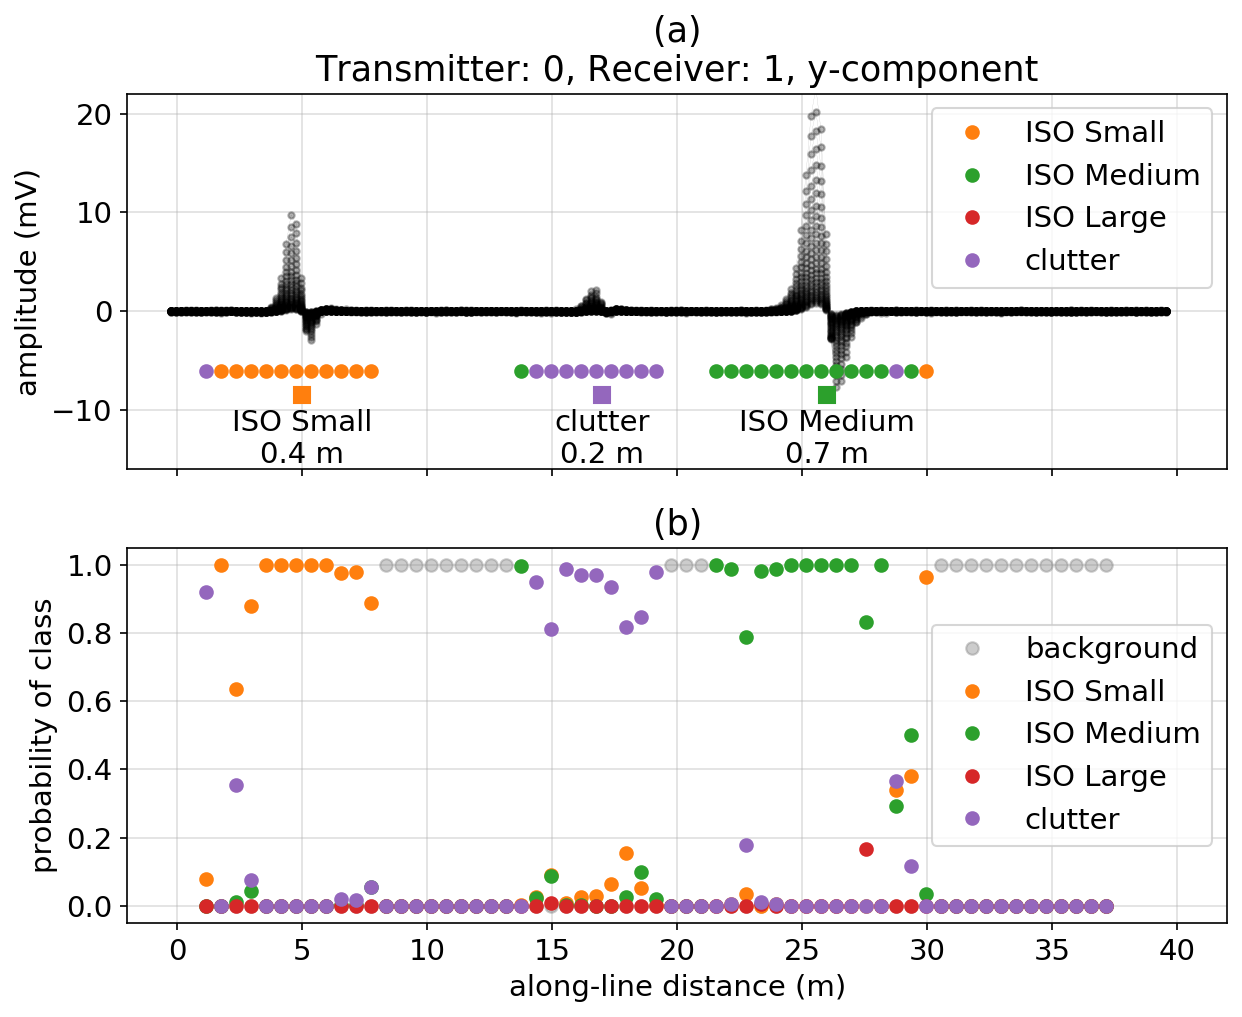 (a)
Transmitter: 0, Receiver: 1, y-component
amplitude (mV)
20
10
0
−10
ISO Small
ISO Medium
ISO Large
clutter
ISO Small
0.4 m
clutter
0.2 m
ISO Medium
0.7 m
(b)
probability of class
1.0
0.8
0.6
0.4
0.2
0.0
background
ISO Small
ISO Medium
ISO Large
clutter
0 5 10 15 20 25 30 35 40
along-line distance (m)